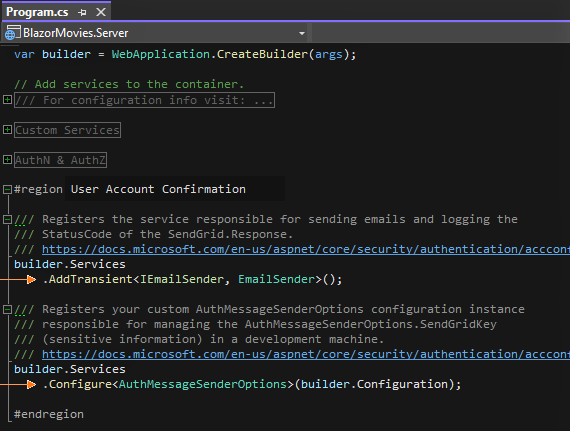 Program.cs
BlazorMovies.Server
var builder = WebApplication.CreateBuilder(args);
// Add services to the container.
/// For configuration info visit: ...
Custom Services
AuthN & AuthZ
#region User Account Confirmation
/// Registers the service responsible for sending emails and logging the
/// StatusCode of the SendGrid.Response.
/// https://docs.microsoft.com/en-us/aspnet/core/security/authentication/accconf
builder.Services
.AddTransient<IEmailSender, EmailSender>();
/// Registers your custom AuthMessageSenderOptions configuration instance
/// responsible for managing the AuthMessageSenderOptions.SendGridKey
/// (sensitive information) in a development machine.
/// https://docs.microsoft.com/en-us/aspnet/core/security/authentication/accconf
builder.Services
.Configure<AuthMessageSenderOptions>(builder.Configuration);
#endregion